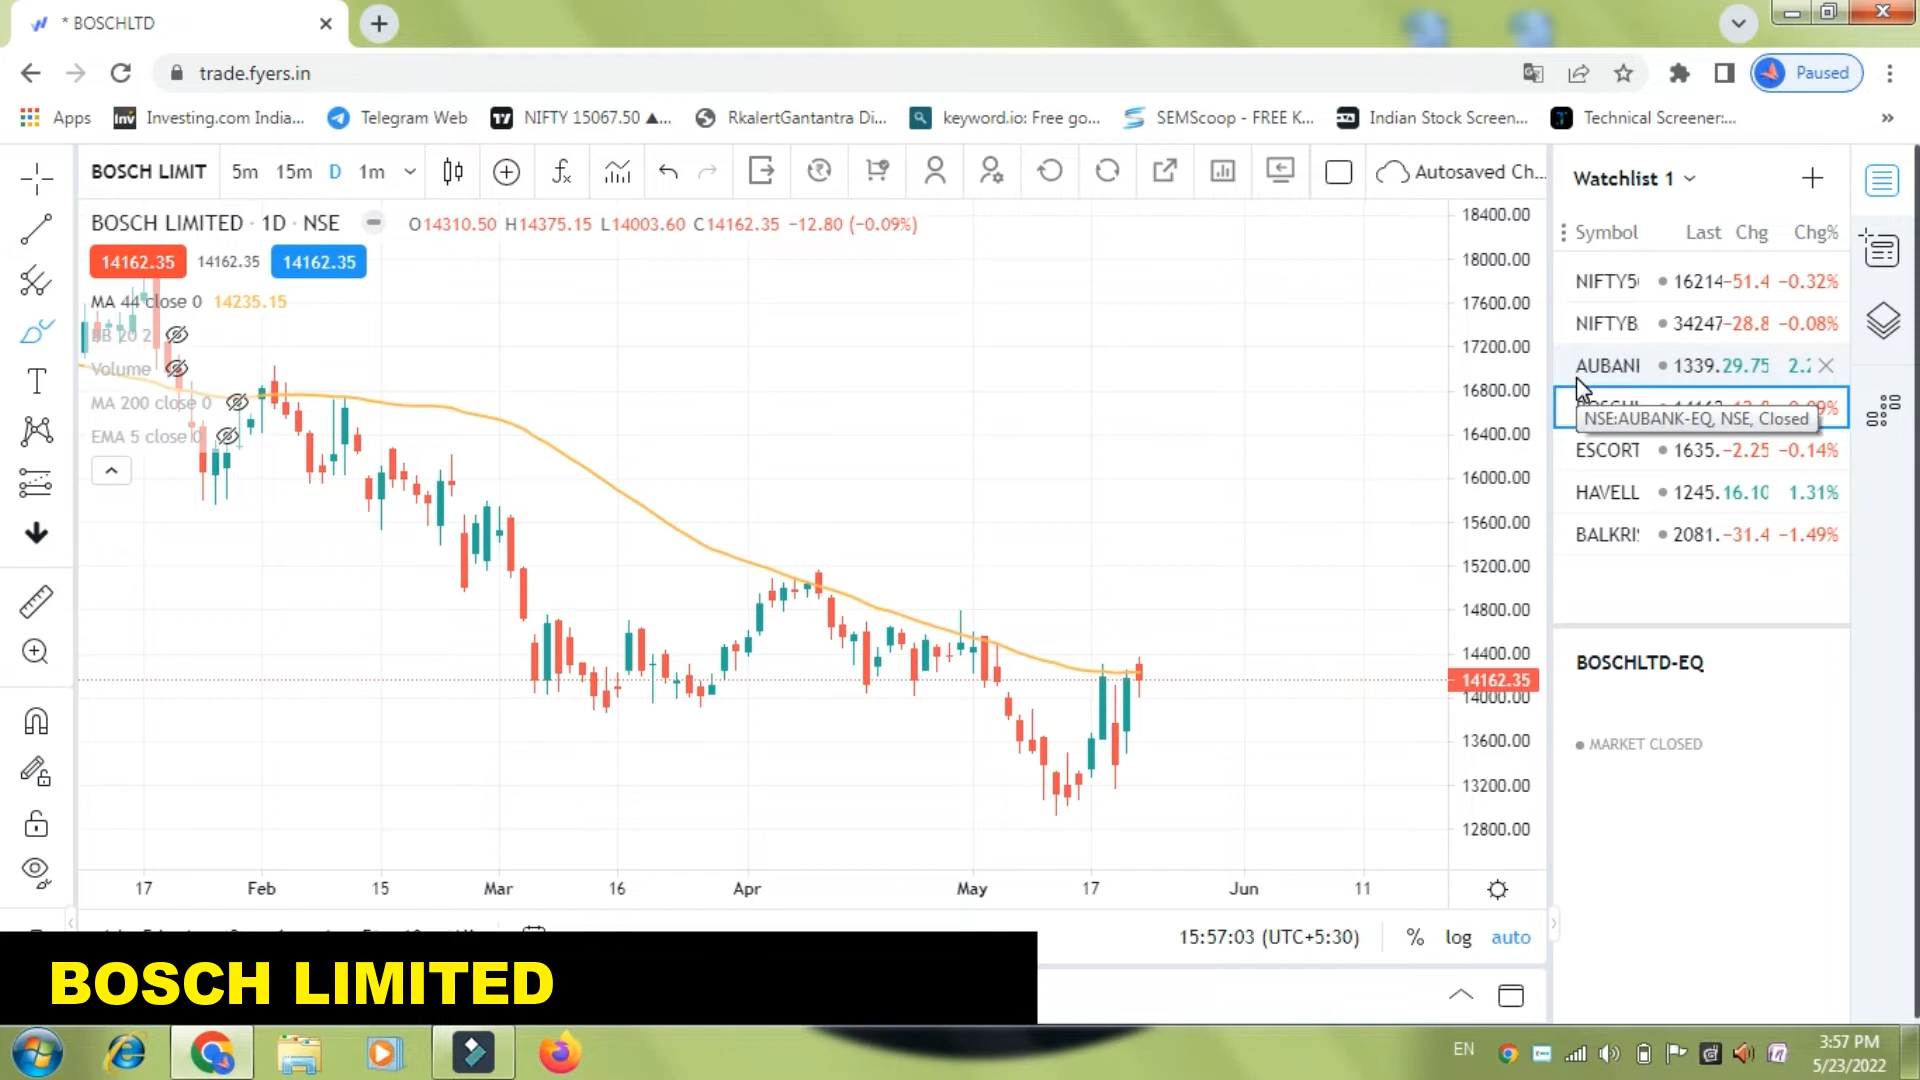 * BOSCHLTD
trade.fyers.in
Paused
Apps
Investing.com India...
Telegram Web
NIFTY 15067.50 ▲...
RkalertGantantra Di...
keyword.io: Free go...
SEMScoop - FREE K...
Indian Stock Screen...
Technical Screener:...
»
BOSCH LIMIT 5m 15m D 1m
Autosaved Ch...
BOSCH LIMITED · 1D · NSE
O14310.50 H14375.15 L14003.60 C14162.35 −12.80 (−0.09%)
14162.35 14162.35 14162.35
MA 44 close 0 14235.15
BB 20 2
Volume
MA 200 close 0
EMA 5 close 0
18400.00
18000.00
17600.00
17200.00
16800.00
16400.00
16000.00
15600.00
15200.00
14800.00
14400.00
14162.35
14000.00
13600.00
13200.00
12800.00
17 Feb 15 Mar 16 Apr May 17 Jun 11
15:57:03 (UTC+5:30) % log auto
Watchlist 1
Symbol Last Chg Chg%
NIFTY50 16214 −51.4 −0.32%
NIFTYB 34247 −28.8 −0.08%
AUBANI 1339. 29.75 2.2
NSE:AUBANK-EQ, NSE, Closed
ESCORT 1635. −2.25 −0.14%
HAVELL 1245. 16.10 1.31%
BALKRIS 2081. −31.4 −1.49%
BOSCHLTD-EQ
MARKET CLOSED
BOSCH LIMITED
EN
3:57 PM
5/23/2022